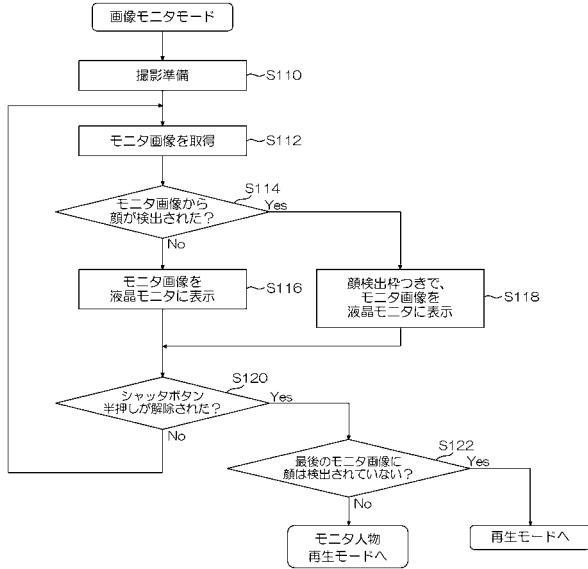 画像モニタモード
撮影準備
S110
モニタ画像を取得
S112
モニタ画像から
顔が検出された？
S114
Yes
No
モニタ画像を
液晶モニタに表示
S116
顔検出枠つきで、
モニタ画像を
液晶モニタに表示
S118
シャッタボタン
半押しが解除された？
S120
Yes
No
最後のモニタ画像に
顔は検出されていない？
S122
Yes
No
モニタ人物
再生モードへ
再生モードへ